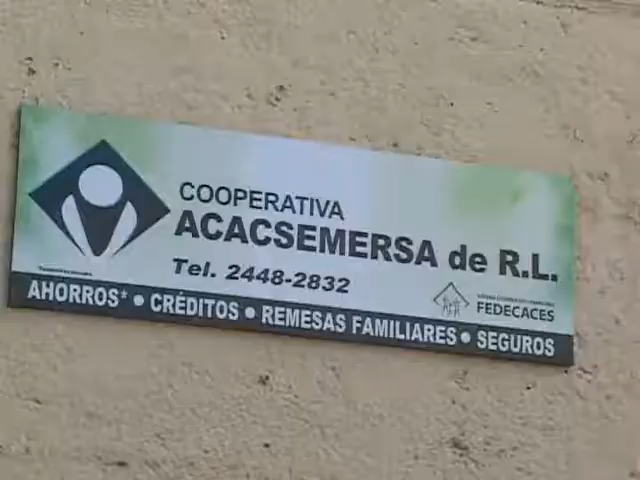 COOPERATIVA
ACACSEMERSA de R.L.
Tel. 2448-2832
FEDECACES
AHORROS* • CRÉDITOS • REMESAS FAMILIARES • SEGUROS